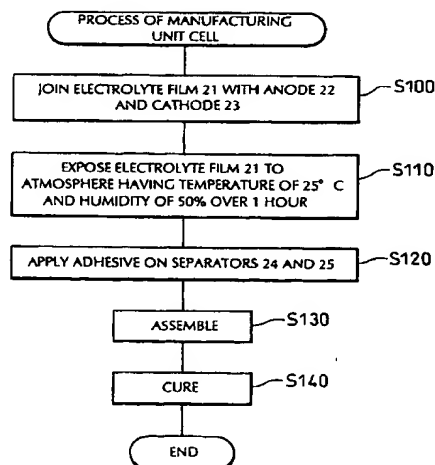 PROCESS OF MANUFACTURING
UNIT CELL
JOIN ELECTROLYTE FILM 21 WITH ANODE 22
AND CATHODE 23
S100
EXPOSE ELECTROLYTE FILM 21 TO
ATMOSPHERE HAVING TEMPERATURE OF 25° C
AND HUMIDITY OF 50% OVER 1 HOUR
S110
APPLY ADHESIVE ON SEPARATORS 24 AND 25
S120
ASSEMBLE
S130
CURE
S140
END